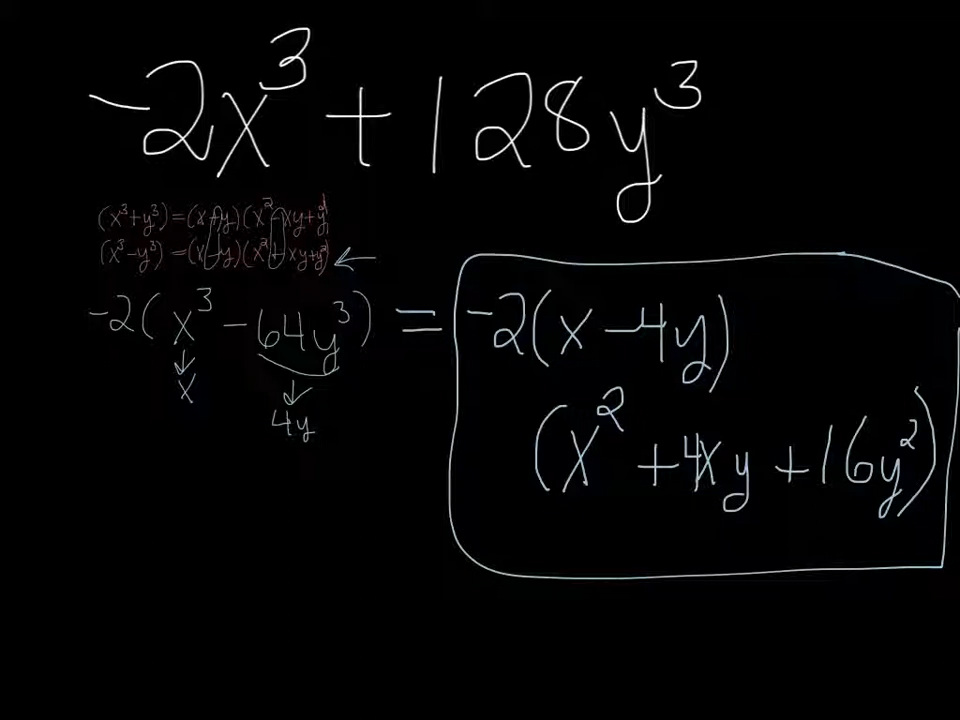 -2x³ + 128y³
(x³+y³)=(x+y)(x²-xy+y²)
(x³-y³)=(x-y)(x²+xy+y²)
-2(x³-64y³) = -2(x-4y)
(x²+4xy+16y²)
x
4y